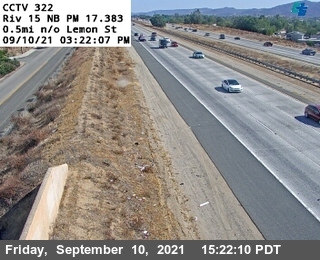 CCTV 322
Riv 15 NB PM 17.383
0.5mi n/o Lemon St
09/10/21 03:22:07 PM
Friday, September 10, 2021 15:22:10 PDT